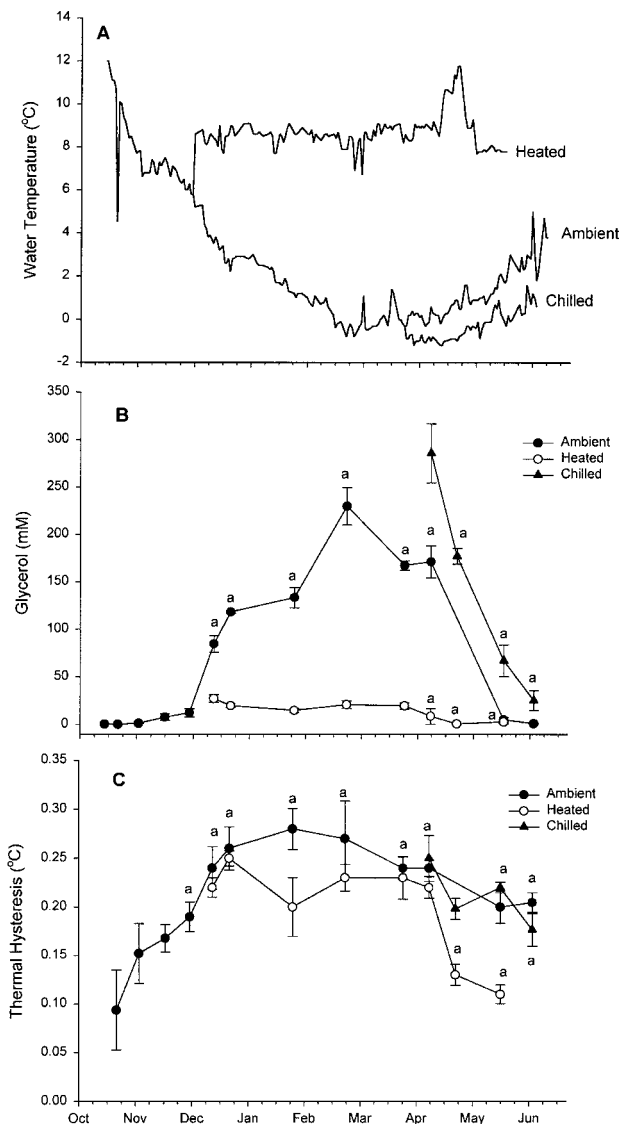 A
14
12
10
8
6
4
2
0
-2
Water Temperature (°C)
Heated
Ambient
Chilled
B
350
300
250
200
150
100
50
0
Glycerol (mM)
Ambient
Heated
Chilled
a
a
a
a
a
a
a
a
a
a
a
a
C
0.35
0.30
0.25
0.20
0.15
0.10
0.05
0.00
Thermal Hysteresis (°C)
Ambient
Heated
Chilled
a
a
a
a
a
a
a
a
a
a
a
a
a
Oct Nov Dec Jan Feb Mar Apr May Jun